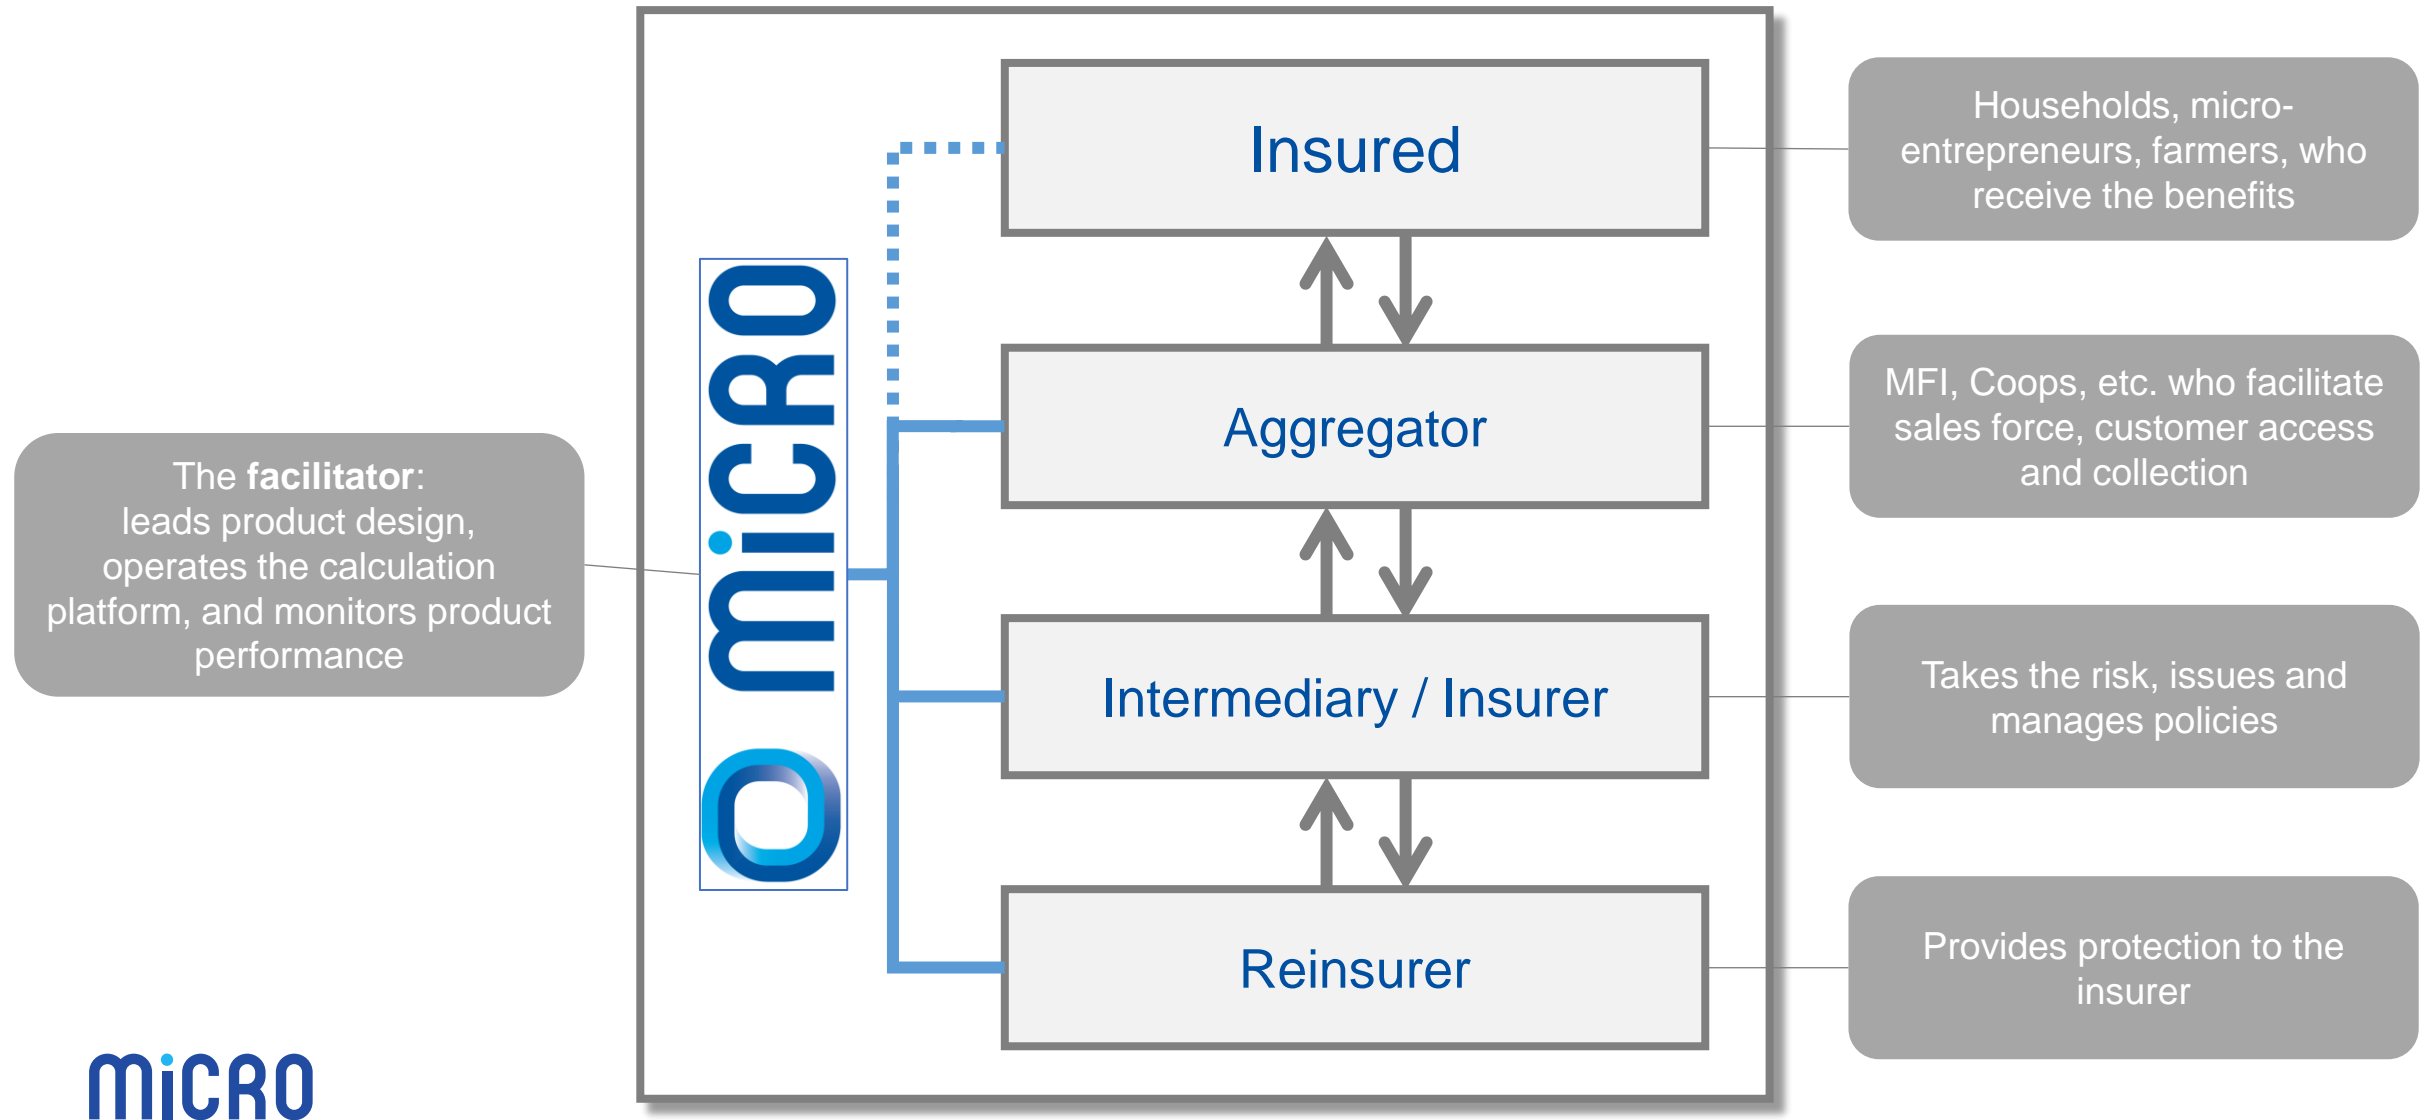 Insured
Households, micro-
entrepreneurs, farmers, who
receive the benefits
MiCRO
Aggregator
MFI, Coops, etc. who facilitate
sales force, customer access
and collection
The facilitator:
leads product design,
operates the calculation
platform, and monitors product
performance
Intermediary / Insurer
Takes the risk, issues and
manages policies
Reinsurer
Provides protection to the
insurer
MiCRO